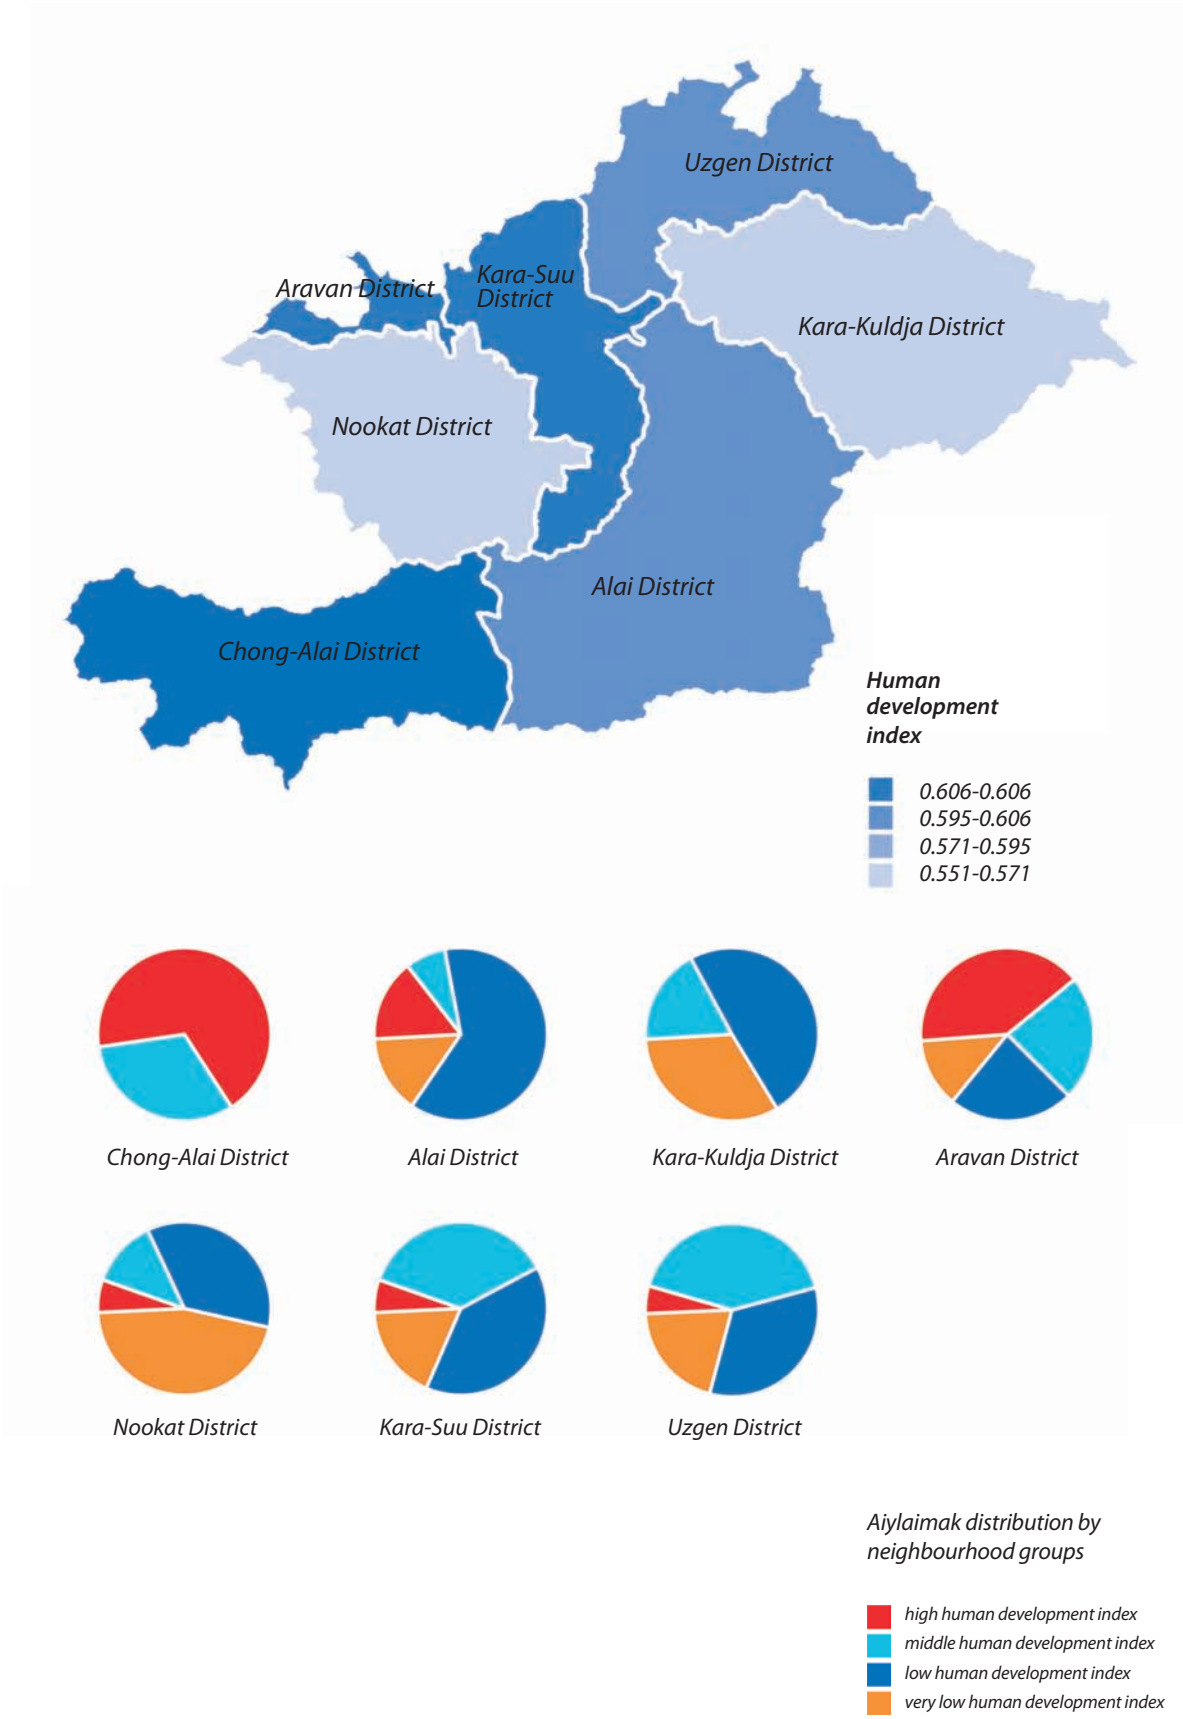 Uzgen District
Kara-Suu
District
Aravan District
Kara-Kuldja District
Nookat District
Alai District
Chong-Alai District
Human
development
index
0.606-0.606
0.595-0.606
0.571-0.595
0.551-0.571
Chong-Alai District
Alai District
Kara-Kuldja District
Aravan District
Nookat District
Kara-Suu District
Uzgen District
Aiylaimak distribution by
neighbourhood groups
high human development index
middle human development index
low human development index
very low human development index